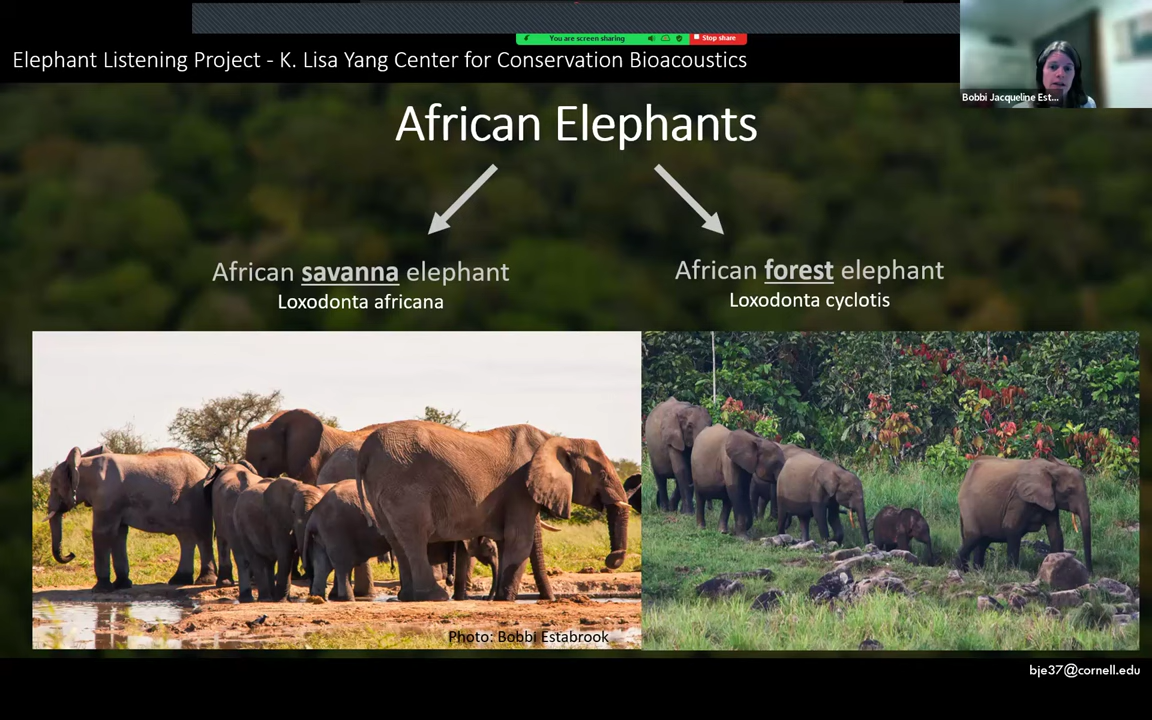 You are screen sharing
Stop share
Elephant Listening Project - K. Lisa Yang Center for Conservation Bioacoustics
Bobbi Jacqueline Est...
African Elephants
African savanna elephant
Loxodonta africana
African forest elephant
Loxodonta cyclotis
Photo: Bobbi Estabrook
bje37@cornell.edu